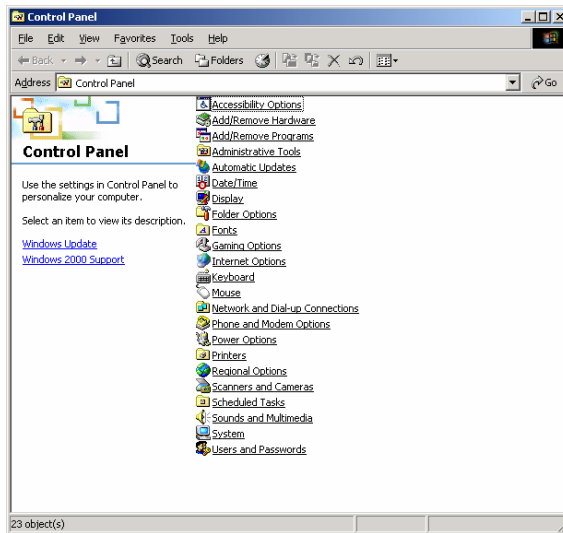 Control Panel
File Edit View Favorites Tools Help
Back Search Folders
Address Control Panel Go
Control Panel
Use the settings in Control Panel to
personalize your computer.
Select an item to view its description.
Windows Update
Windows 2000 Support
Accessibility Options
Add/Remove Hardware
Add/Remove Programs
Administrative Tools
Automatic Updates
Date/Time
Display
Folder Options
Fonts
Gaming Options
Internet Options
Keyboard
Mouse
Network and Dial-up Connections
Phone and Modem Options
Power Options
Printers
Regional Options
Scanners and Cameras
Scheduled Tasks
Sounds and Multimedia
System
Users and Passwords
23 object(s)